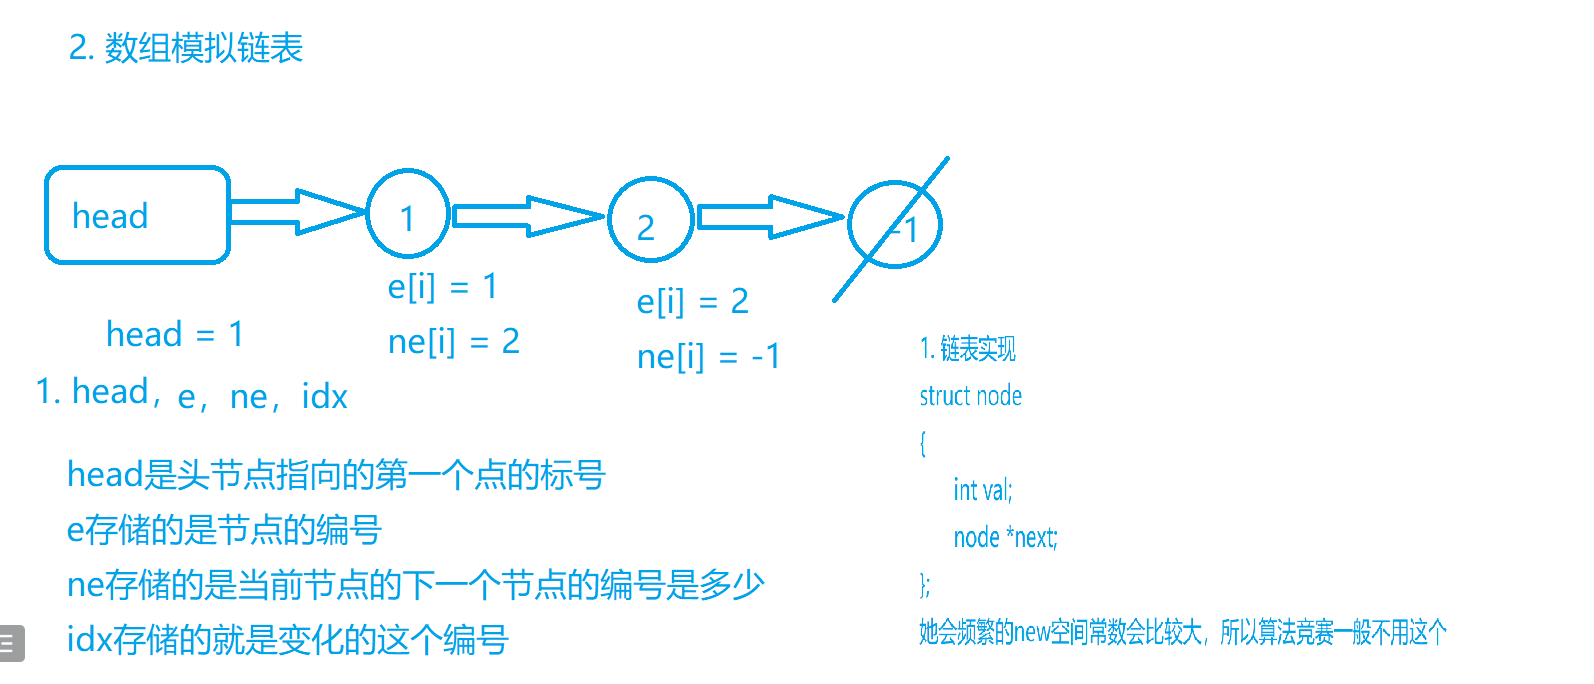 2. 数组模拟链表
head
1
2
-1
e[i] = 1
ne[i] = 2
e[i] = 2
ne[i] = -1
head = 1
1. head，e，ne，idx
head是头节点指向的第一个点的标号
e存储的是节点的编号
ne存储的是当前节点的下一个节点的编号是多少
idx存储的就是变化的这个编号
1. 链表实现
struct node
{
int val;
node *next;
};
她会频繁的new空间常数会比较大，所以算法竞赛一般不用这个